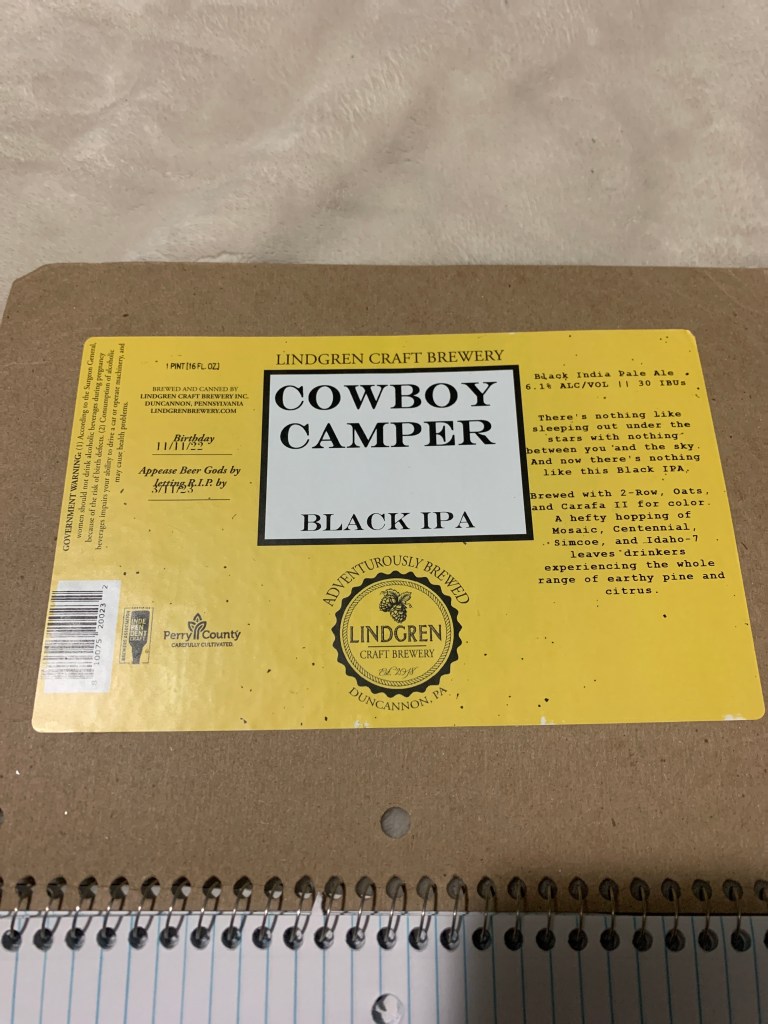 GOVERNMENT WARNING: (1) According to the Surgeon General,
women should not drink alcoholic beverages during pregnancy
because of the risk of birth defects. (2) Consumption of alcoholic
beverages impairs your ability to drive a car or operate machinery, and
may cause health problems.
1 PINT [16 FL. OZ.]
BREWED AND CANNED BY
LINDGREN CRAFT BREWERY INC.
DUNCANNON, PENNSYLVANIA
LINDGRENBREWERY.COM
Birthday
11/11/22
Appease Beer Gods by
letting R.I.P. by
3/11/23
INDE
PEN
DENT
CRAFT
Perry County
CAREFULLY CULTIVATED.
LINDGREN CRAFT BREWERY
COWBOY
CAMPER
BLACK IPA
ADVENTUROUSLY BREWED
LINDGREN
CRAFT BREWERY
DUNCANNON, PA
Black India Pale Ale
6.1% ALC/VOL || 30 IBUs
There's nothing like
sleeping out under the
stars with nothing
between you and the sky.
And now there's nothing
like this Black IPA.
Brewed with 2-Row, Oats,
and Carafa II for color.
A hefty hopping of
Mosaic, Centennial,
Simcoe, and Idaho-7
leaves drinkers
experiencing the whole
range of earthy pine and
citrus.